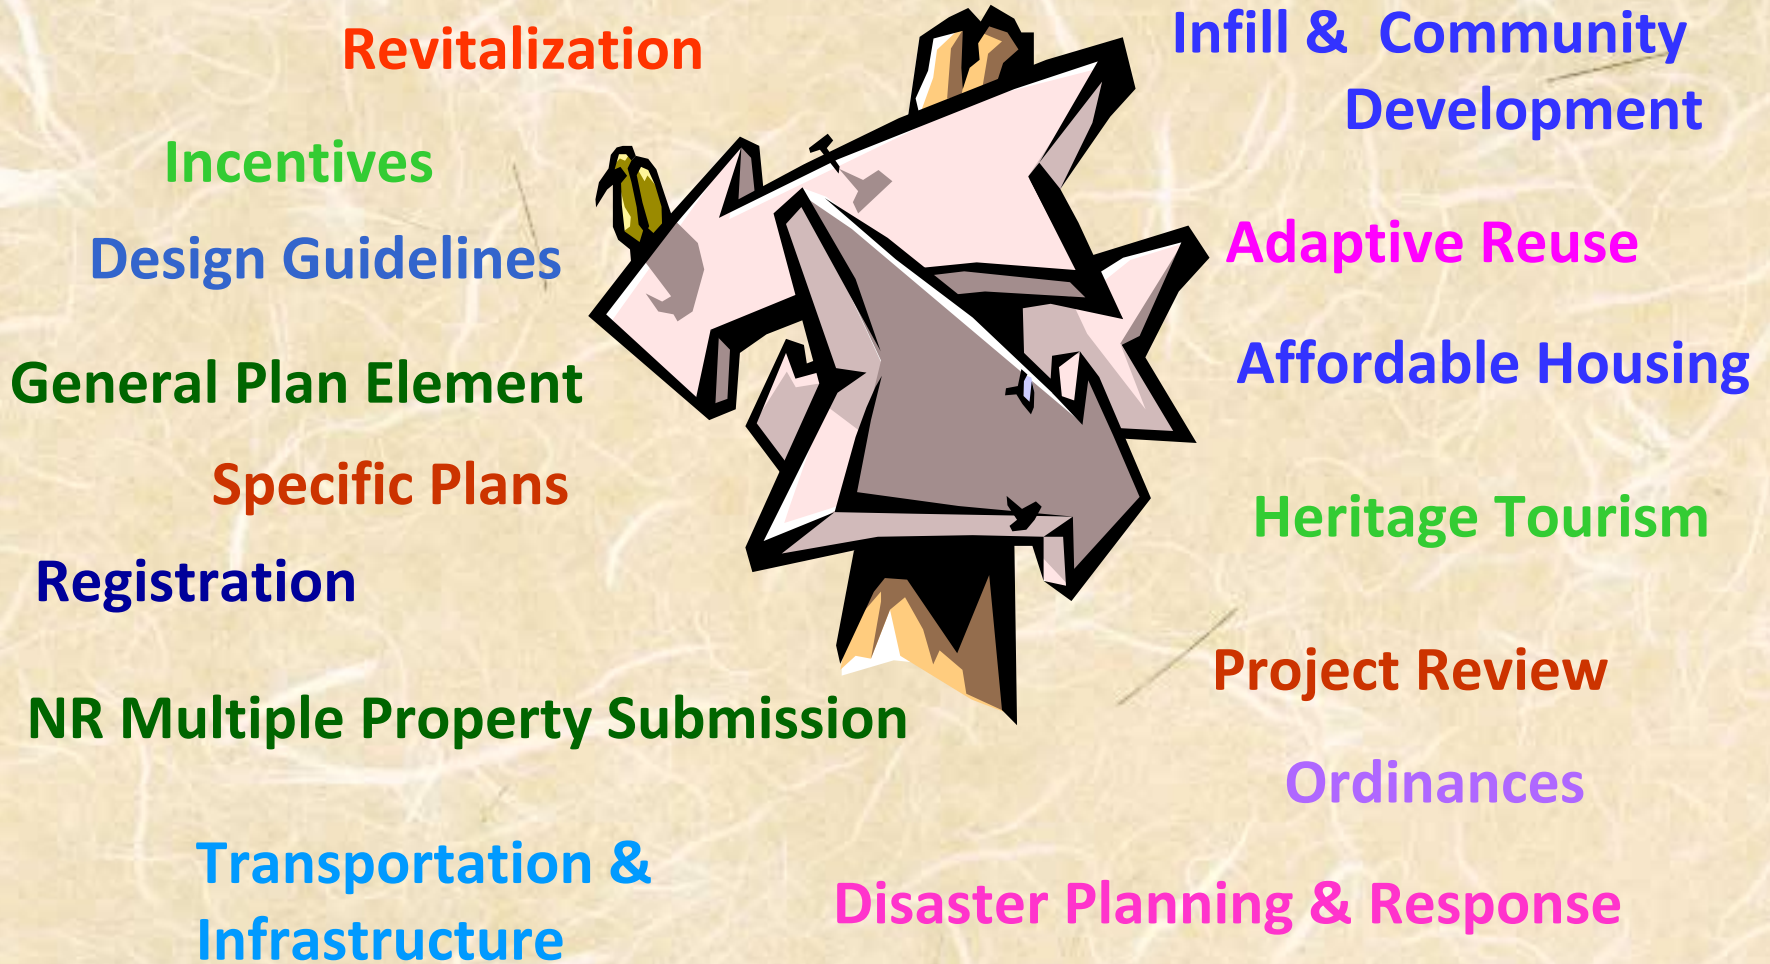 Revitalization
Incentives
Design Guidelines
General Plan Element
Specific Plans
Registration
NR Multiple Property Submission
Transportation &
Infrastructure
Infill & Community
Development
Adaptive Reuse
Affordable Housing
Heritage Tourism
Project Review
Ordinances
Disaster Planning & Response